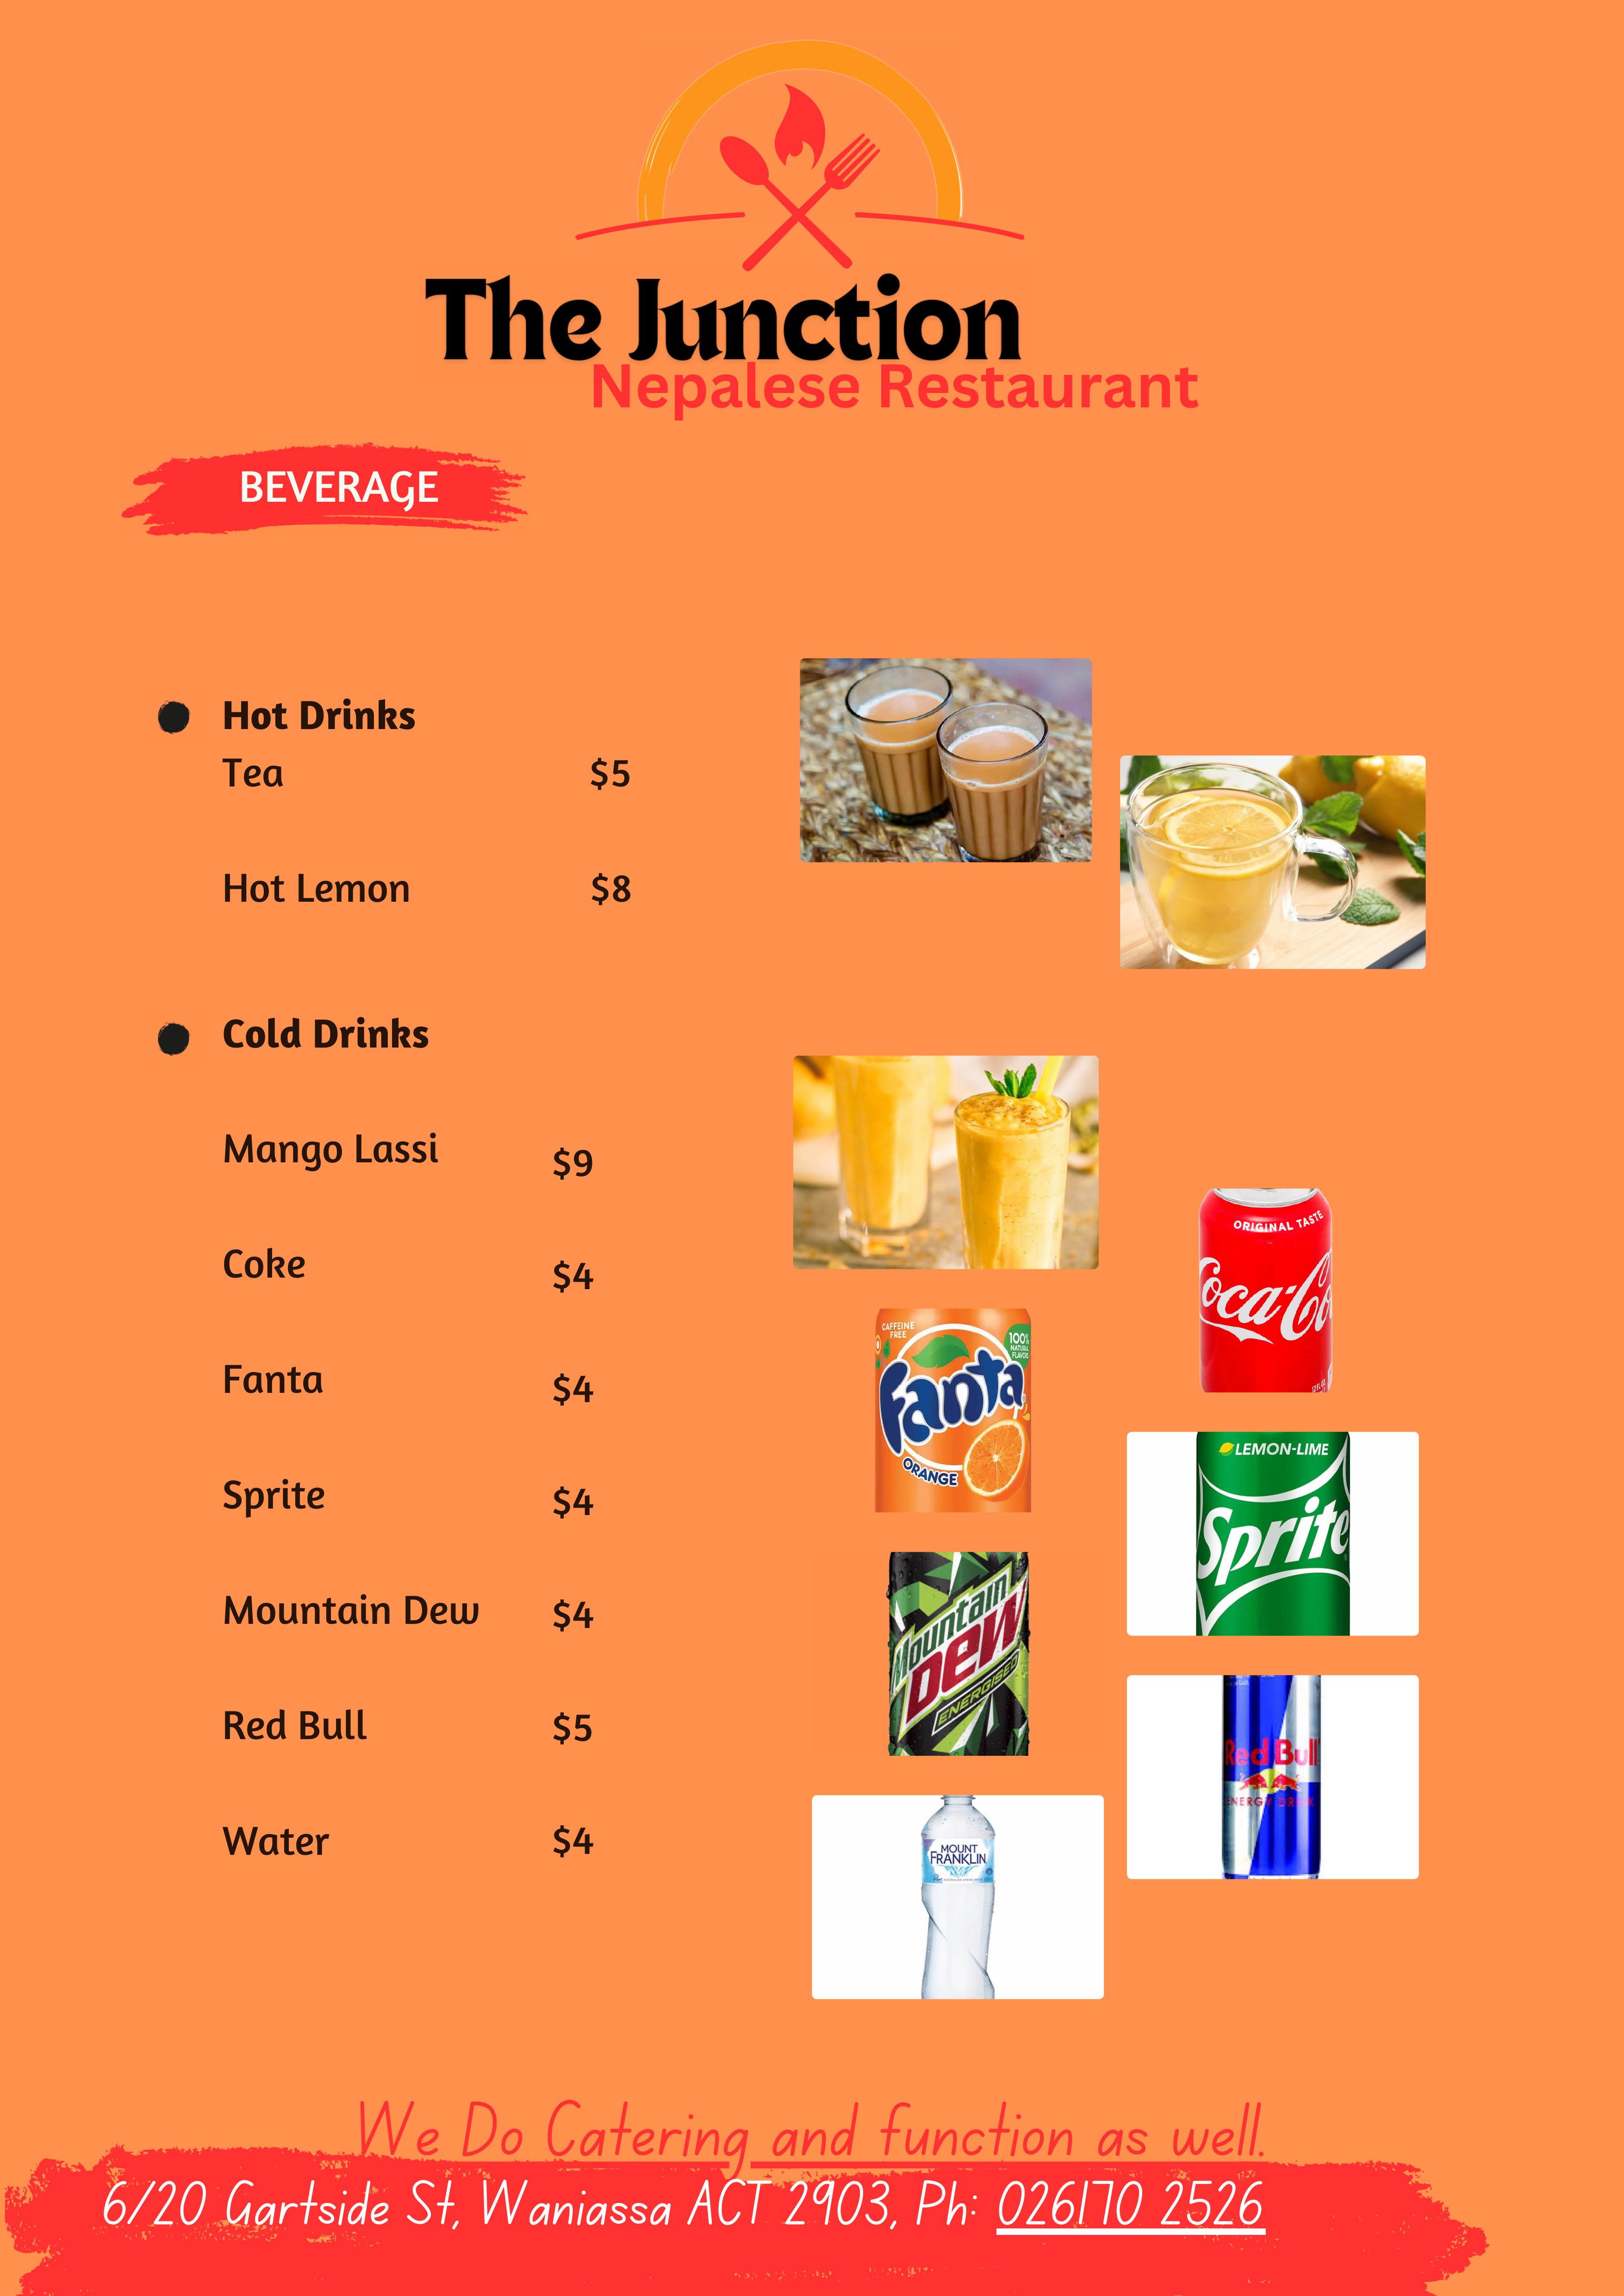 The Junction
Nepalese Restaurant
BEVERAGE
Hot Drinks
Tea $5
Hot Lemon $8
Cold Drinks
Mango Lassi $9
Coke $4
Fanta $4
Sprite $4
Mountain Dew $4
Red Bull $5
Water $4
ORIGINAL TASTE
Coca-Co
CAFFEINE
FREE
100%
NATURAL
FLAVORS
Fanta
ORANGE
LEMON-LIME
Sprite
Mountain
DEW
ENERGISED
Red Bull
ENERGY DRINK
MOUNT
FRANKLIN
We Do Catering and function as well.
6/20 Gartside St, Waniassa ACT 2903, Ph: 026170 2526